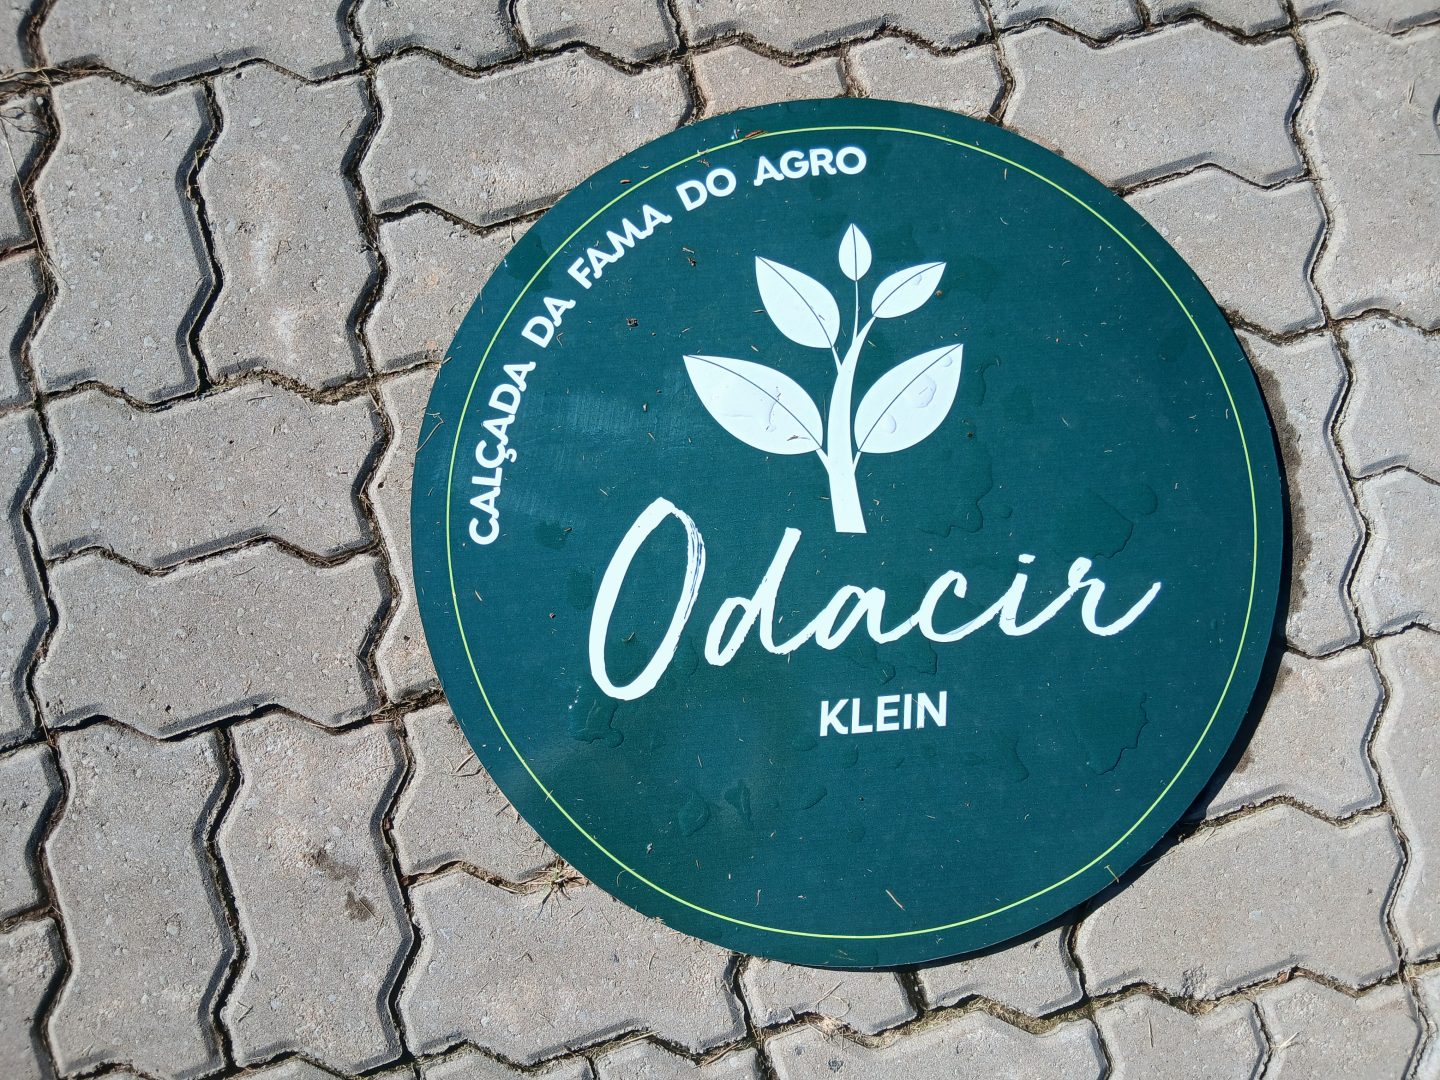 CALÇADA DA FAMA DO AGRO
Odacir
KLEIN